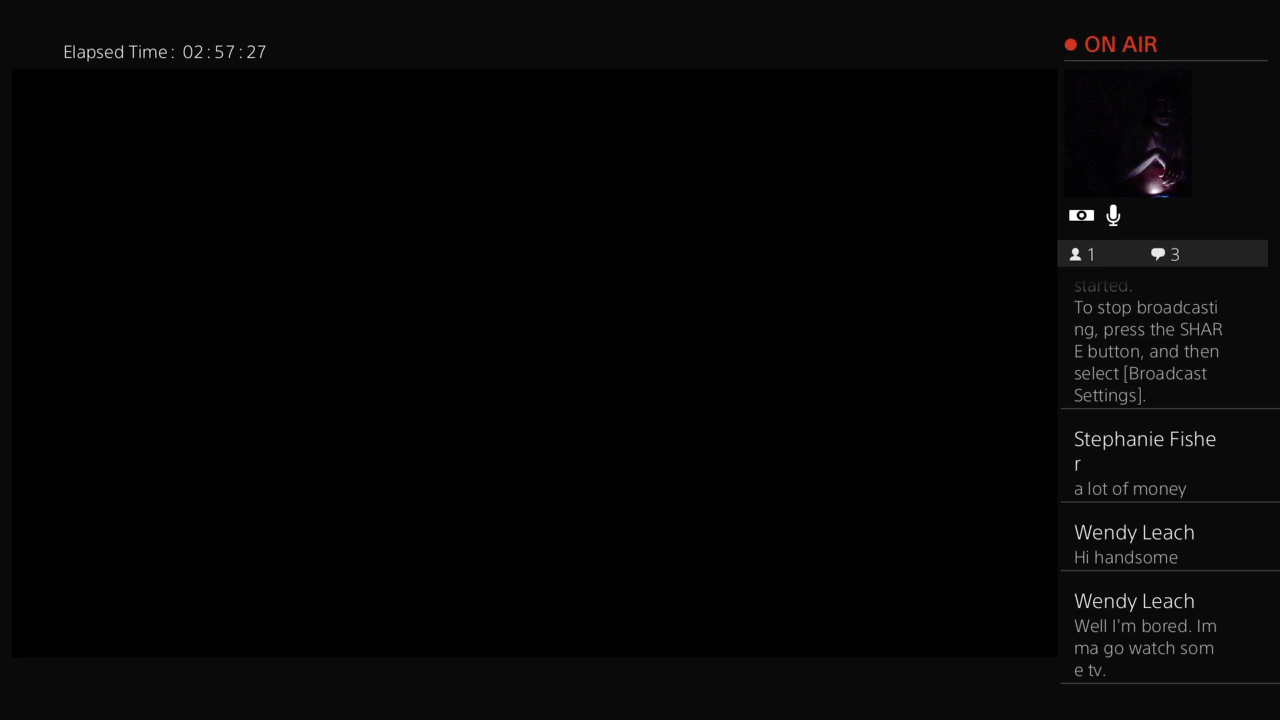 Elapsed Time: 02:57:27
ON AIR
1 3
started.
To stop broadcasti
ng, press the SHAR
E button, and then
select [Broadcast
Settings].
Stephanie Fishe
r
a lot of money
Wendy Leach
Hi handsome
Wendy Leach
Well I'm bored. Im
ma go watch som
e tv.